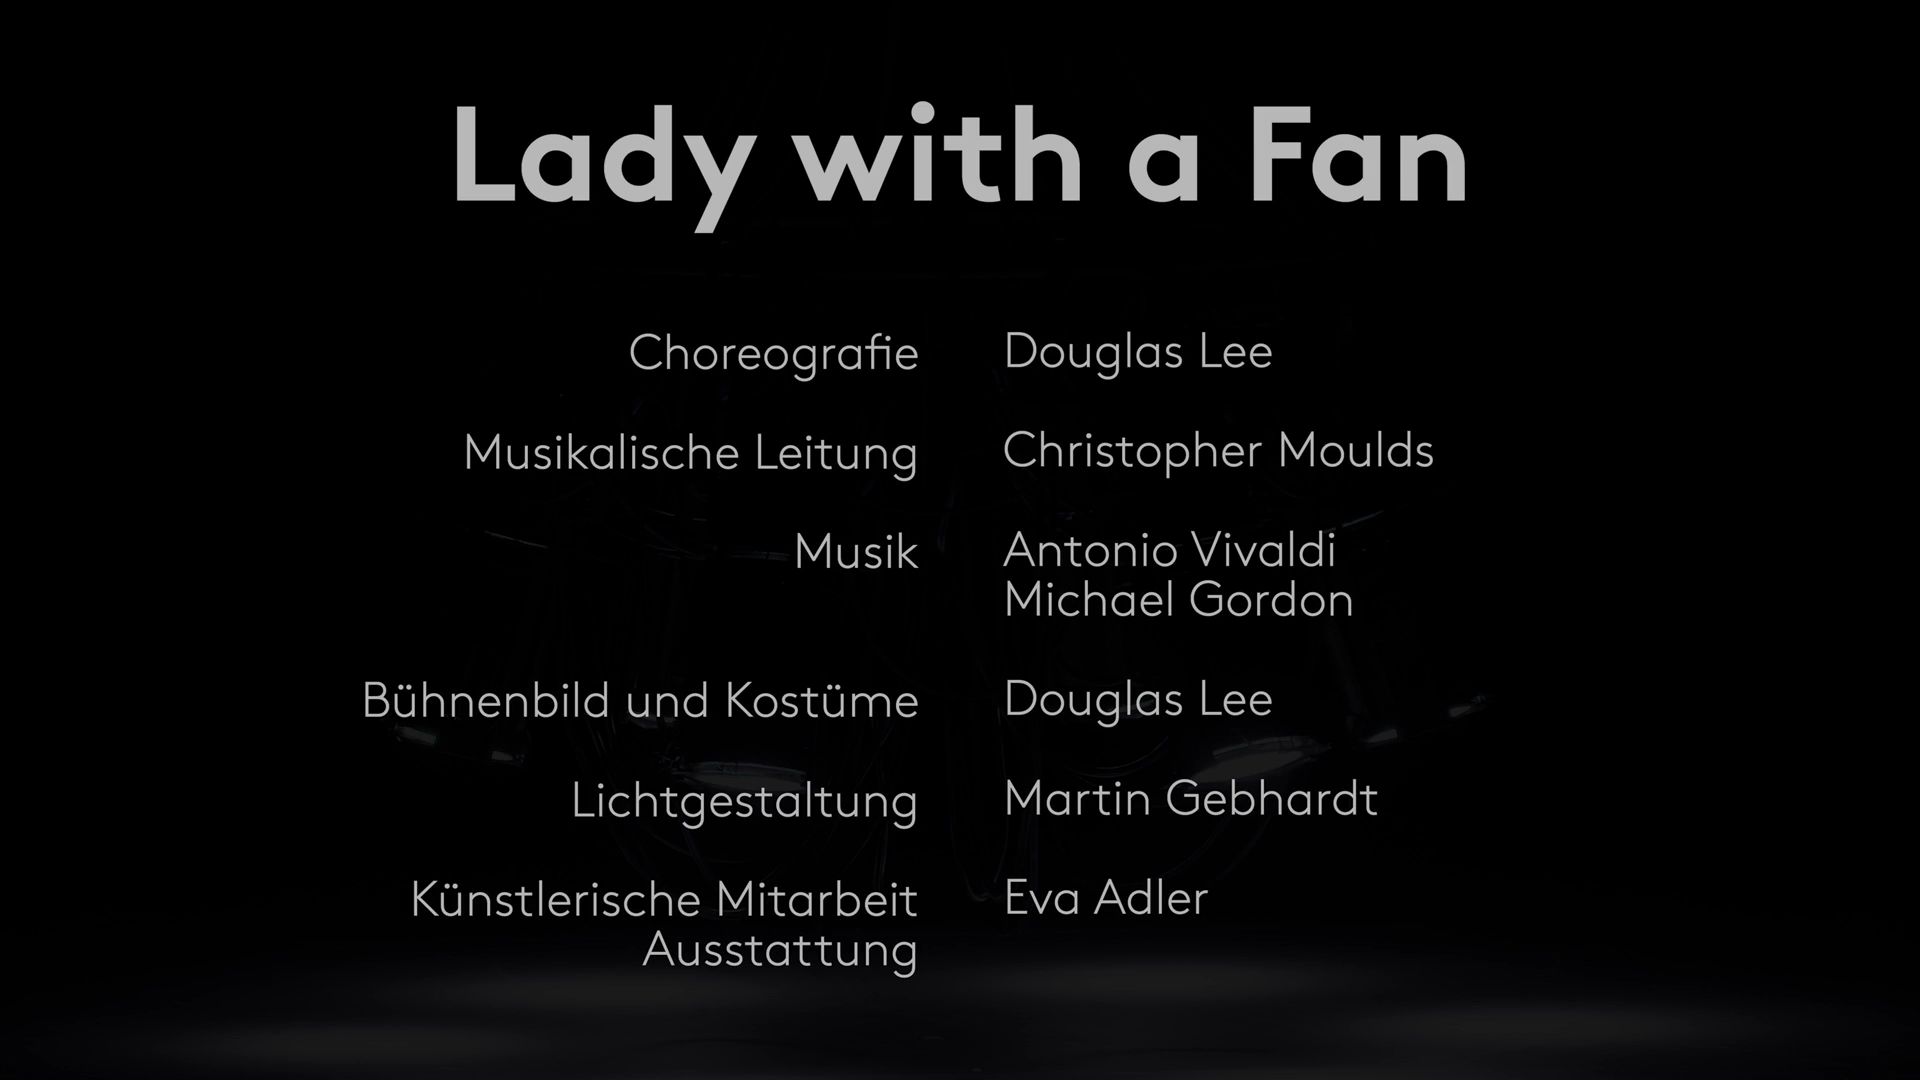 Lady with a Fan
Choreografie Douglas Lee
Musikalische Leitung Christopher Moulds
Musik Antonio Vivaldi
Michael Gordon
Bühnenbild und Kostüme Douglas Lee
Lichtgestaltung Martin Gebhardt
Künstlerische Mitarbeit Eva Adler
Ausstattung